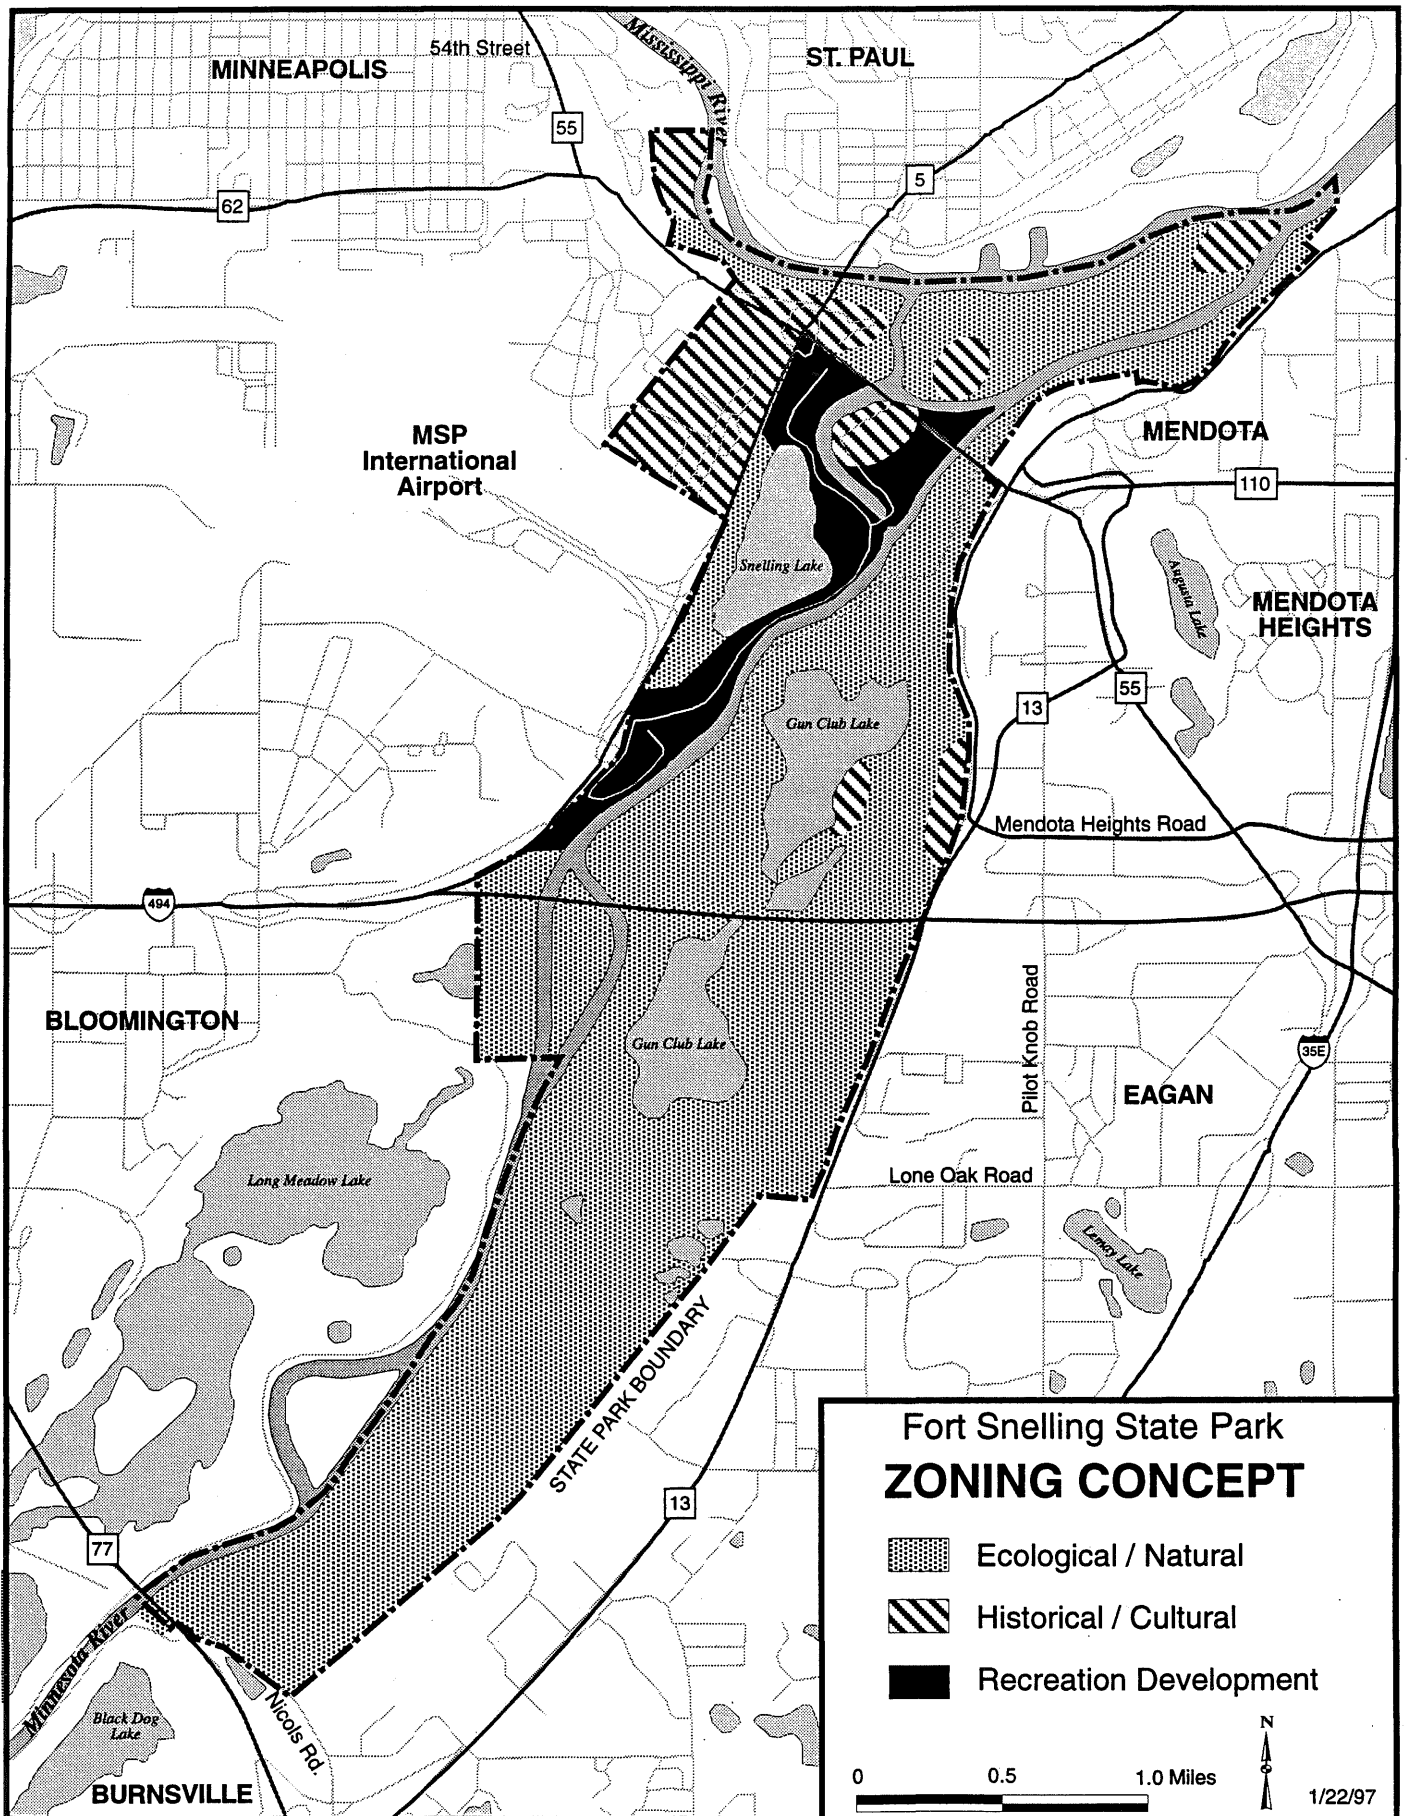 54th Street
MINNEAPOLIS
Mississippi River
ST. PAUL
55
5
62
MSP
International
Airport
MENDOTA
110
Snelling Lake
Augusta Lake
MENDOTA
HEIGHTS
Gun Club Lake
13
55
Mendota Heights Road
494
BLOOMINGTON
Gun Club Lake
Pilot Knob Road
35E
EAGAN
Long Meadow Lake
Lone Oak Road
Lemay Lake
STATE PARK BOUNDARY
13
77
Minnesota River
Black Dog
Lake
Nicols Rd.
BURNSVILLE
Fort Snelling State Park
ZONING CONCEPT
Ecological / Natural
Historical / Cultural
Recreation Development
N
0 0.5 1.0 Miles
1/22/97